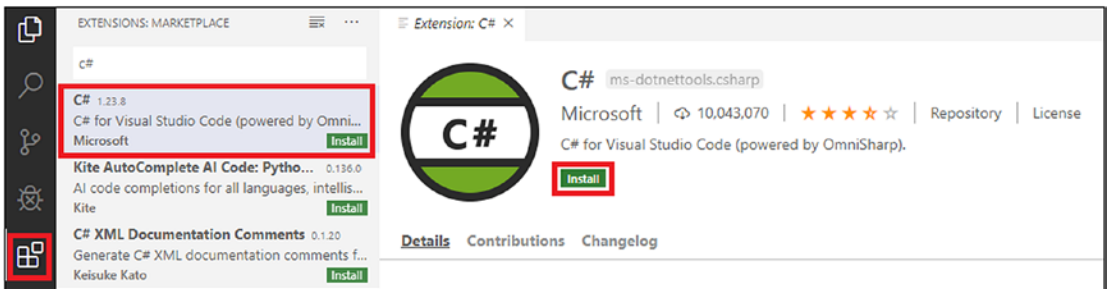 EXTENSIONS: MARKETPLACE
c#
C# 1.23.8
C# for Visual Studio Code (powered by Omni...
Microsoft Install
Kite AutoComplete AI Code: Pytho... 0.136.0
AI code completions for all languages, intellis...
Kite Install
C# XML Documentation Comments 0.1.20
Generate C# XML documentation comments f...
Keisuke Kato Install
Extension: C#
C#
C# ms-dotnettools.csharp
Microsoft 10,043,070 Repository License
C# for Visual Studio Code (powered by OmniSharp).
Install
Details Contributions Changelog